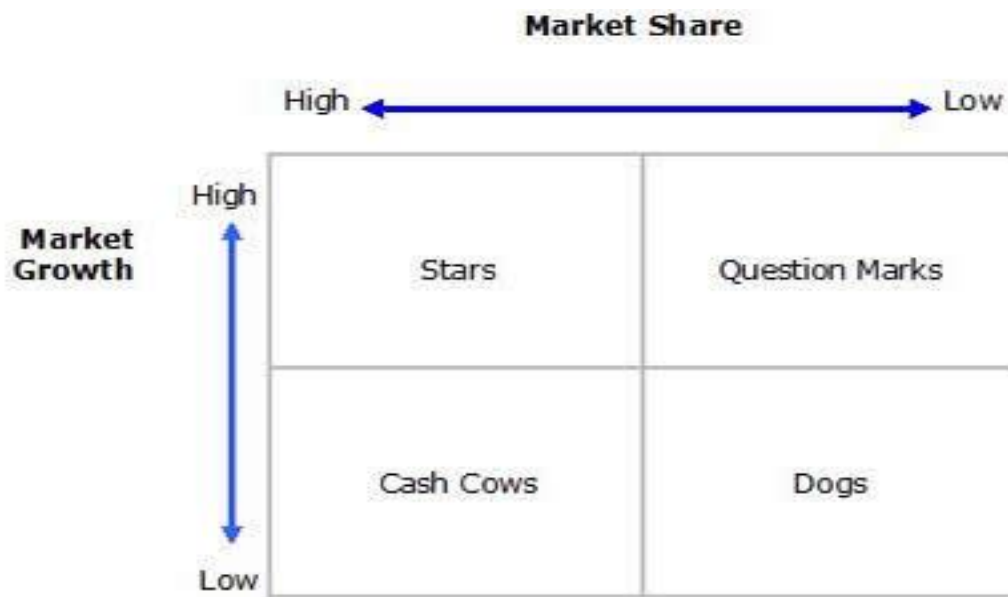 Market Share
High
Low
High
Market
Growth
Stars
Question Marks
Cash Cows
Dogs
Low